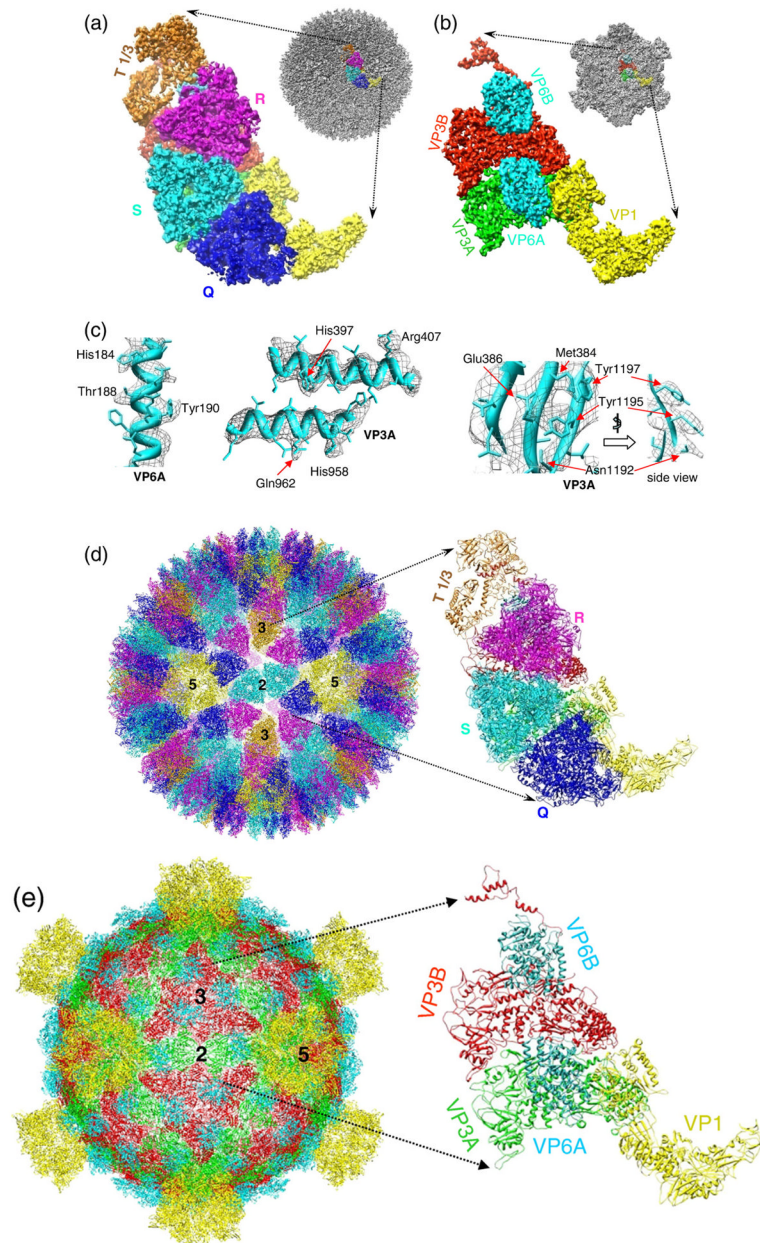 (a)
T 1/3
R
S
Q
(b)
VP6B
VP3B
VP3A
VP6A
VP1
(c)
His184
Thr188
Tyr190
VP6A
His397
Arg407
VP3A
His958
Gln962
Glu386
Met384
Tyr1197
Tyr1195
Asn1192
VP3A
side view
(d)
3
5
2
5
3
T 1/3
R
S
Q
(e)
3
2
5
VP6B
VP3B
VP3A
VP6A
VP1